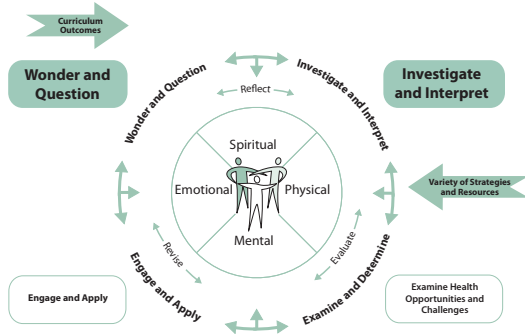 Curriculum
Outcomes
Wonder and
Question
Investigate
and Interpret
Wonder and Question
Investigate and Interpret
Reflect
Spiritual
Emotional
Physical
Mental
Variety of Strategies
and Resources
Revise
Evaluate
Engage and Apply
Examine and Determine
Engage and Apply
Examine Health
Opportunities and
Challenges